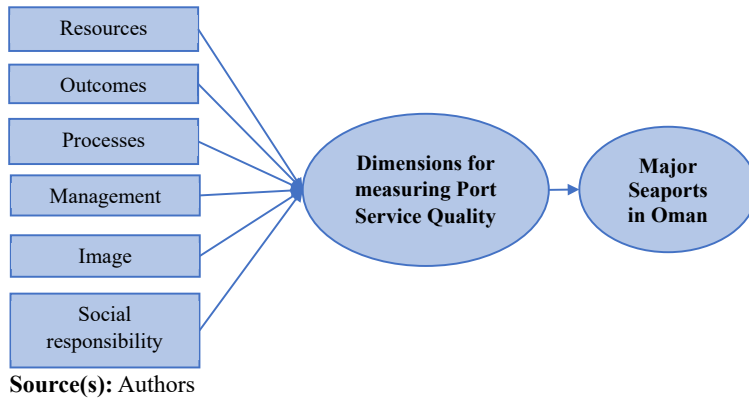 Resources
Outcomes
Processes
Management
Image
Social
responsibility
Dimensions for
measuring Port
Service Quality
Major
Seaports
in Oman
Source(s): Authors